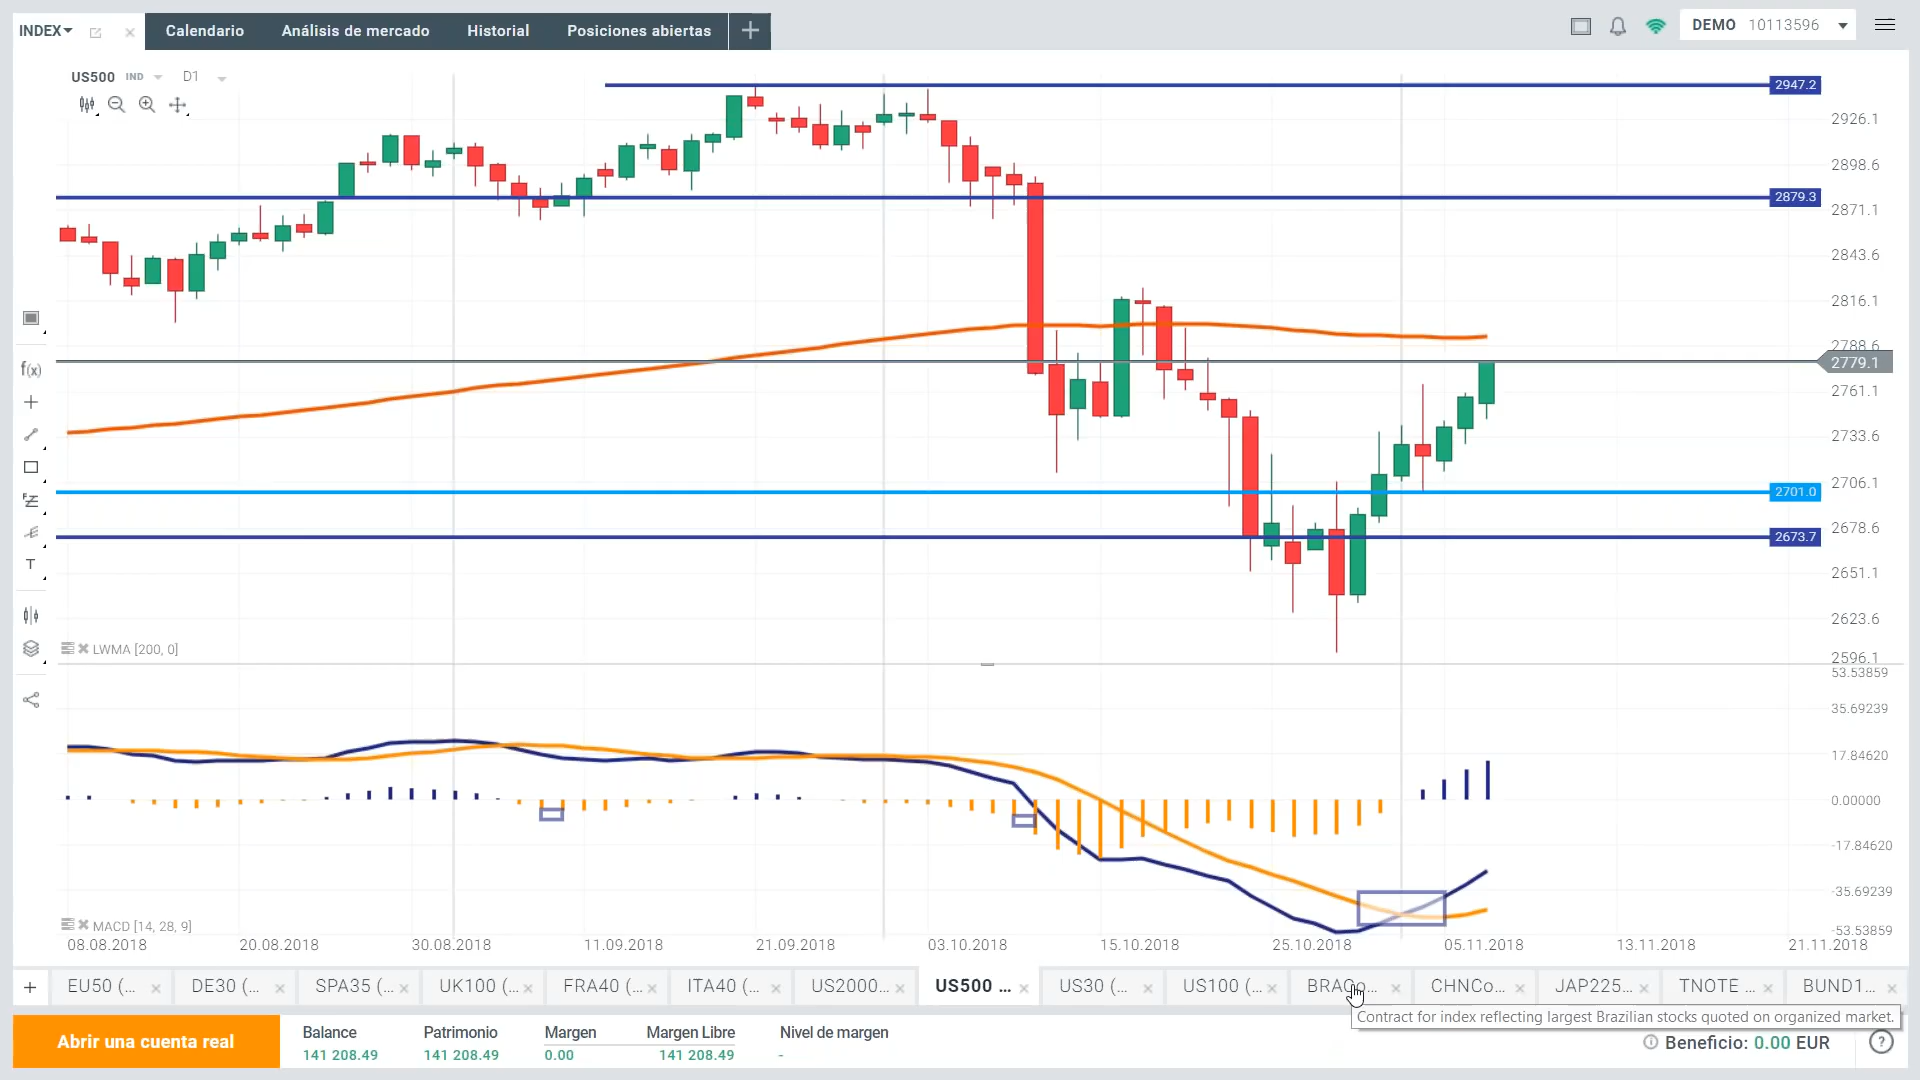 INDEX
Calendario
Análisis de mercado
Historial
Posiciones abiertas
DEMO 10113596
US500 IND D1
2947.2
2926.1
2898.6
2879.3
2871.1
2843.6
2816.1
2788.6
2779.1
2761.1
2733.6
2706.1
2701.0
2678.6
2673.7
2651.1
2623.6
2596.1
f(x)
T
LWMA [200, 0]
53.53859
35.69239
17.84620
0.00000
-17.84620
-35.69239
-53.53859
MACD [14, 28, 9]
08.08.2018 20.08.2018 30.08.2018 11.09.2018 21.09.2018 03.10.2018 15.10.2018 25.10.2018 05.11.2018 13.11.2018 21.11.2018
EU50 (... DE30 (... SPA35 (... UK100 (... FRA40 (... ITA40 (... US2000... US500 ... US30 (... US100 (... BRACo... CHNCo... JAP225... TNOTE ... BUND1...
Contract for index reflecting largest Brazilian stocks quoted on organized market.
Abrir una cuenta real
Balance Patrimonio Margen Margen Libre Nivel de margen
141 208.49 141 208.49 0.00 141 208.49 -
Beneficio: 0.00 EUR
?